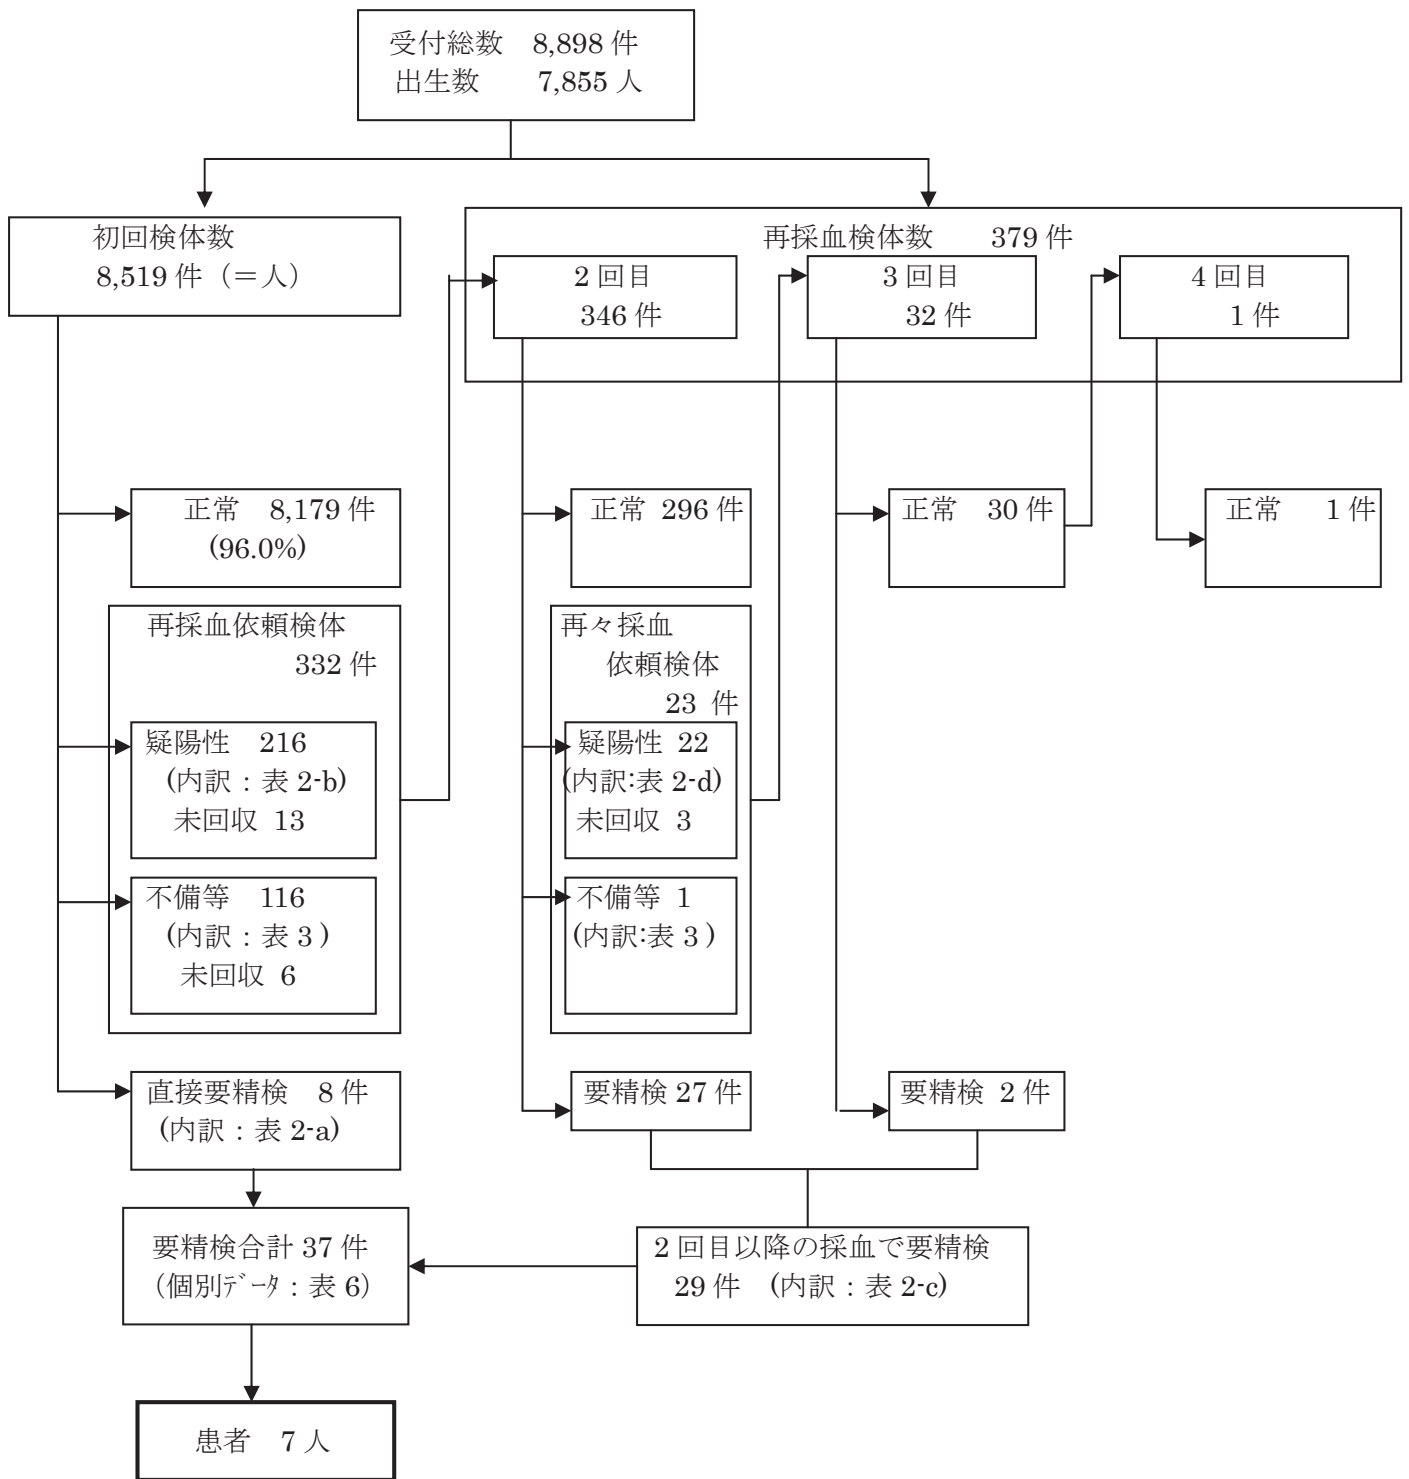 受付総数 8,898 件
出生数 7,855 人
初回検体数
8,519 件（＝人）
再採血検体数 379 件
2 回目
346 件
3 回目
32 件
4 回目
1 件
正常 8,179 件
(96.0%)
正常 296 件
正常 30 件
正常 1 件
再採血依頼検体
332 件
疑陽性 216
(内訳：表 2-b)
未回収 13
不備等 116
(内訳：表 3 )
未回収 6
再々採血
依頼検体
23 件
疑陽性 22
(内訳:表 2-d)
未回収 3
不備等 1
(内訳:表 3 )
直接要精検 8 件
(内訳：表 2-a)
要精検 27 件
要精検 2 件
要精検合計 37 件
（個別ﾃﾞｰﾀ：表 6）
2 回目以降の採血で要精検
29 件 (内訳：表 2-c)
患者 7 人